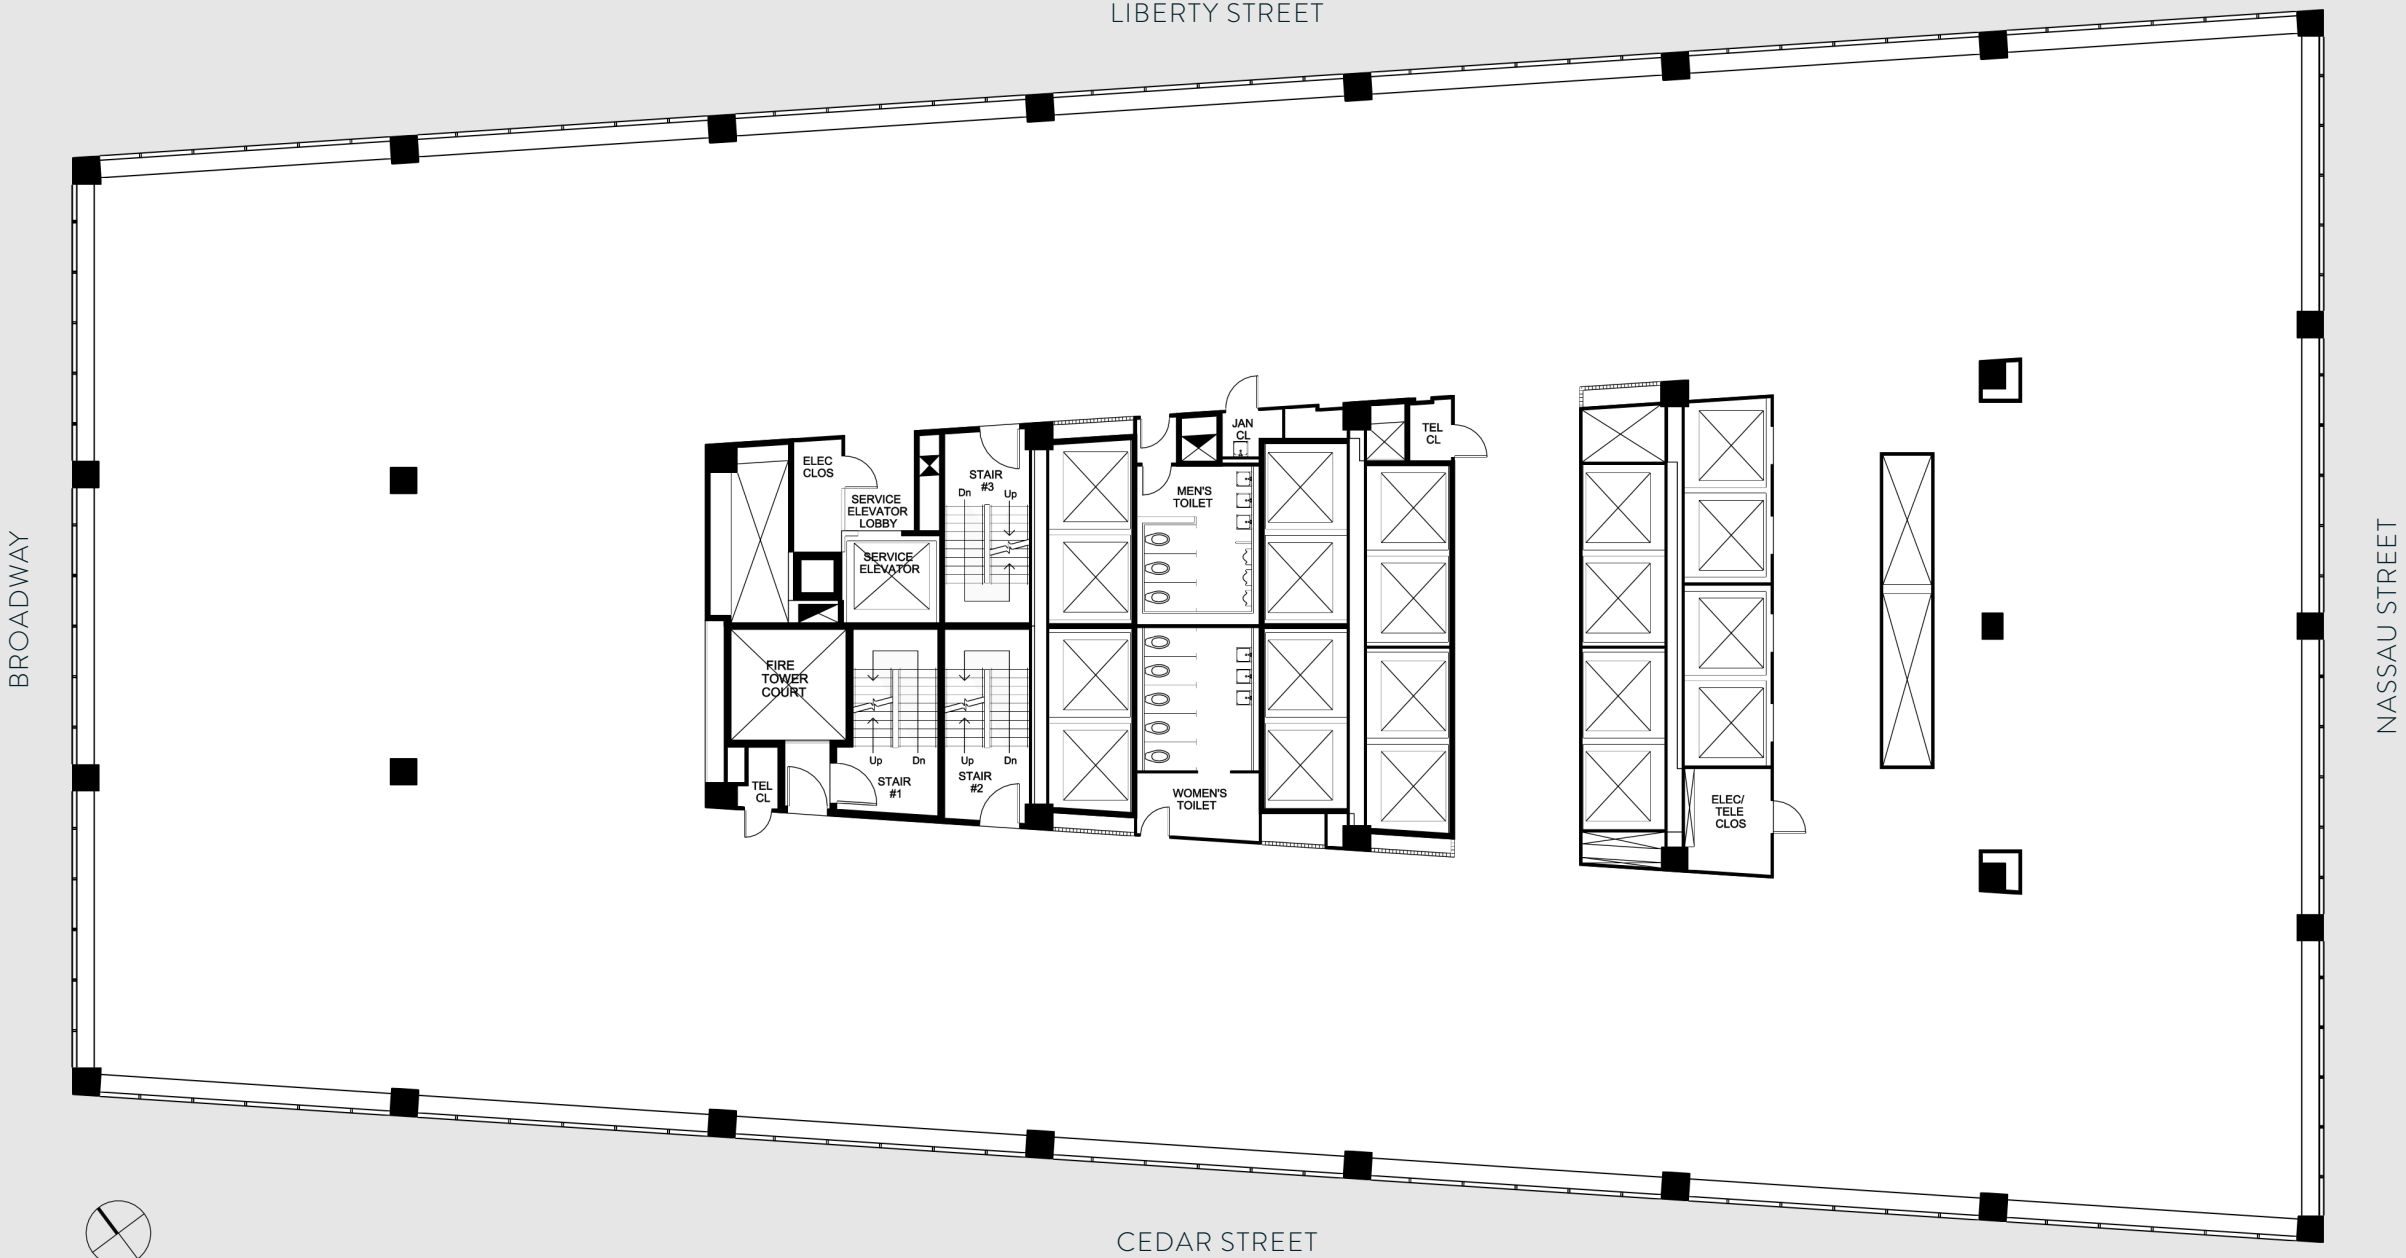 LIBERTY STREET
BROADWAY
NASSAU STREET
ELEC
CLOS
SERVICE
ELEVATOR
LOBBY
SERVICE
ELEVATOR
STAIR
#3
Dn
Up
MEN'S
TOILET
JAN
CL
TEL
CL
FIRE
TOWER
COURT
TEL
CL
Up
Dn
STAIR
#1
Up
Dn
STAIR
#2
WOMEN'S
TOILET
ELEC/
TELE
CLOS
CEDAR STREET